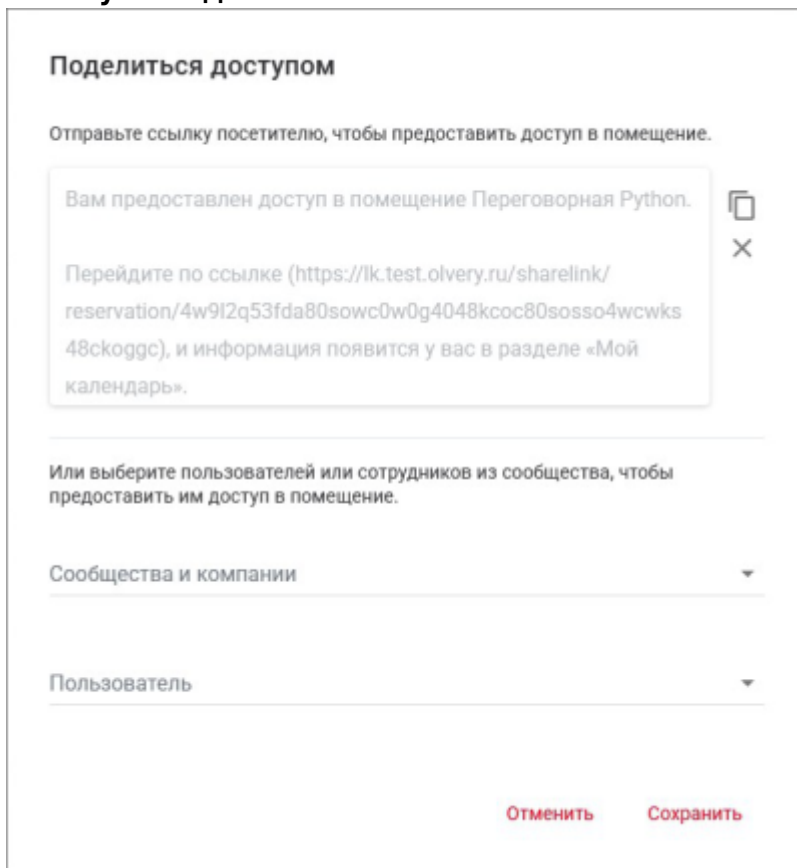 Поделиться доступом
Отправьте ссылку посетителю, чтобы предоставить доступ в помещение.
Вам предоставлен доступ в помещение Переговорная Python.
Перейдите по ссылке (https://lk.test.olvery.ru/sharelink/
reservation/4w9l2q53fda80sowc0w0g4048kcoc80sosso4wcwks
48ckoggc), и информация появится у вас в разделе «Мой
календарь».
Или выберите пользователей или сотрудников из сообщества, чтобы
предоставить им доступ в помещение.
Сообщества и компании
Пользователь
Отменить Сохранить